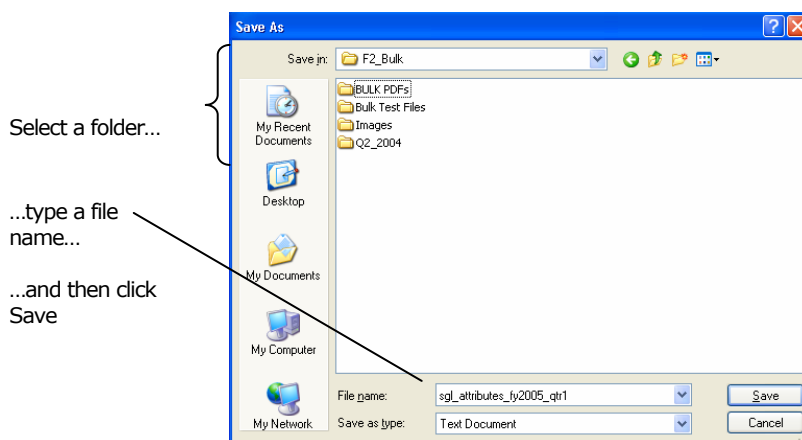 Save As
Save in:
F2_Bulk
Select a folder…
…type a file
name…
…and then click
Save
My Recent
Documents
Desktop
My Documents
My Computer
My Network
BULK PDFs
Bulk Test Files
Images
Q2_2004
File name:
sgl_attributes_fy2005_qtr1
Save
Save as type:
Text Document
Cancel